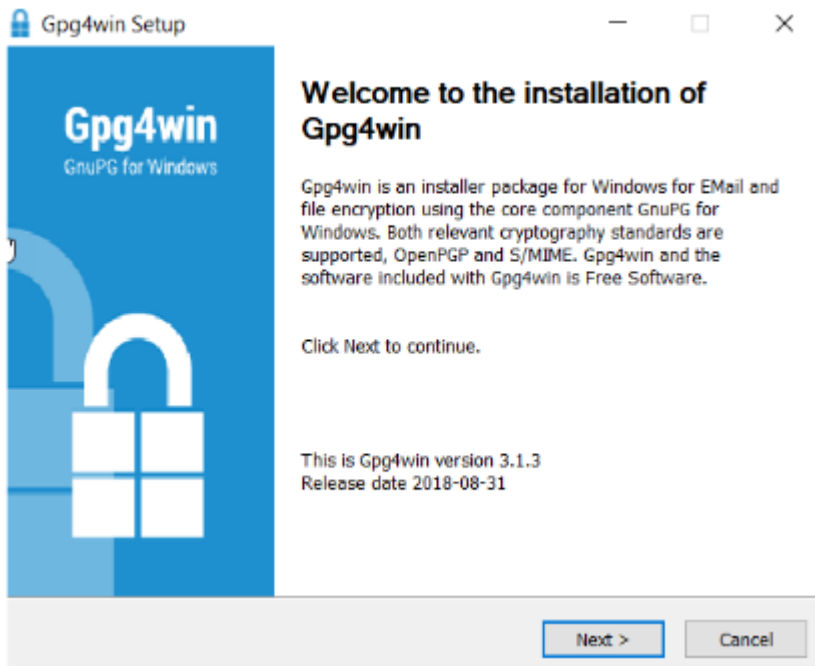 Gpg4win Setup
Gpg4win
GnuPG for Windows
Welcome to the installation of
Gpg4win
Gpg4win is an installer package for Windows for EMail and
file encryption using the core component GnuPG for
Windows. Both relevant cryptography standards are
supported, OpenPGP and S/MIME. Gpg4win and the
software included with Gpg4win is Free Software.
Click Next to continue.
This is Gpg4win version 3.1.3
Release date 2018-08-31
Next >
Cancel